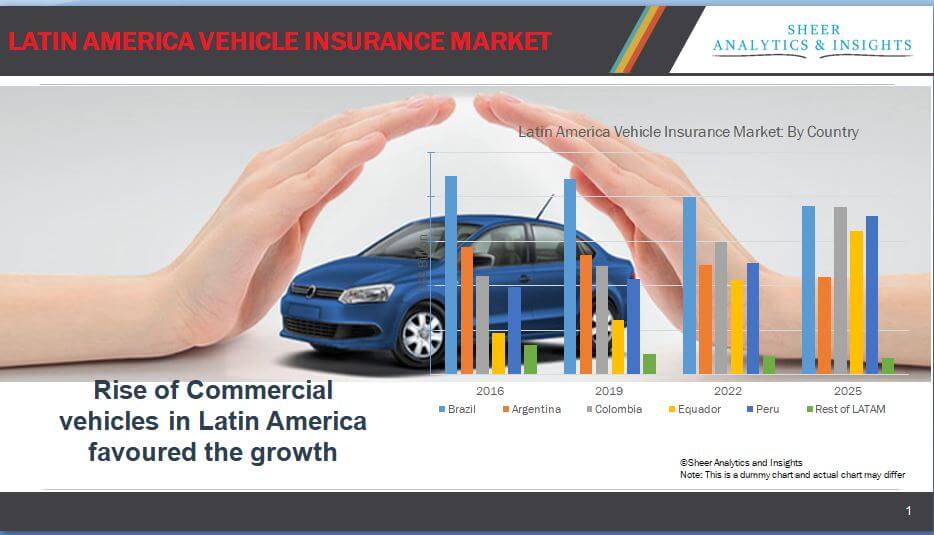 LATIN AMERICA VEHICLE INSURANCE MARKET
SHEER
ANALYTICS & INSIGHTS
Latin America Vehicle Insurance Market: By Country
2016 2019 2022 2025
Brazil Argentina Colombia Equador Peru Rest of LATAM
Rise of Commercial
vehicles in Latin America
favoured the growth
©Sheer Analytics and Insights
Note: This is a dummy chart and actual chart may differ
1